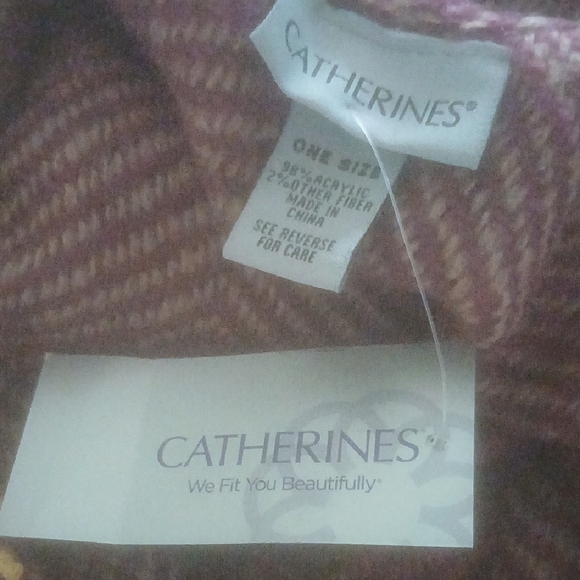 CATHERINES®
ONE SIZE
98% ACRYLIC
2% OTHER FIBER
MADE IN
CHINA
SEE REVERSE
FOR CARE
CATHERINES®
We Fit You Beautifully®